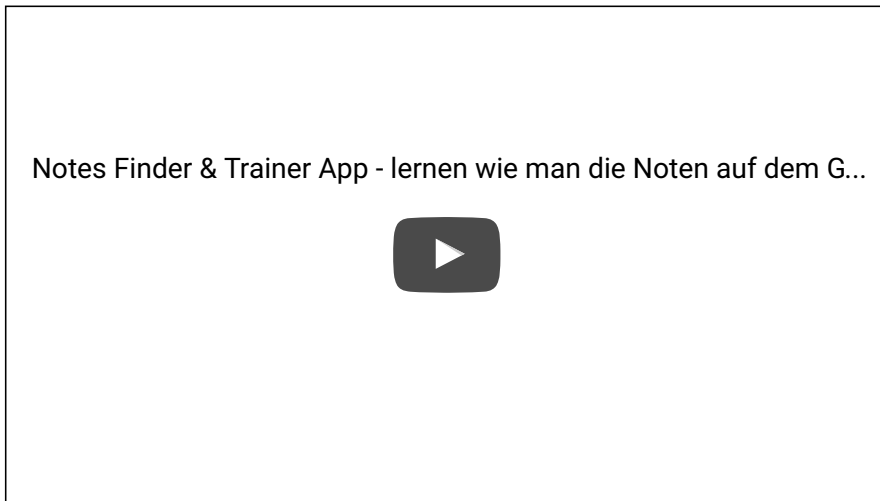 Notes Finder & Trainer App - lernen wie man die Noten auf dem G...